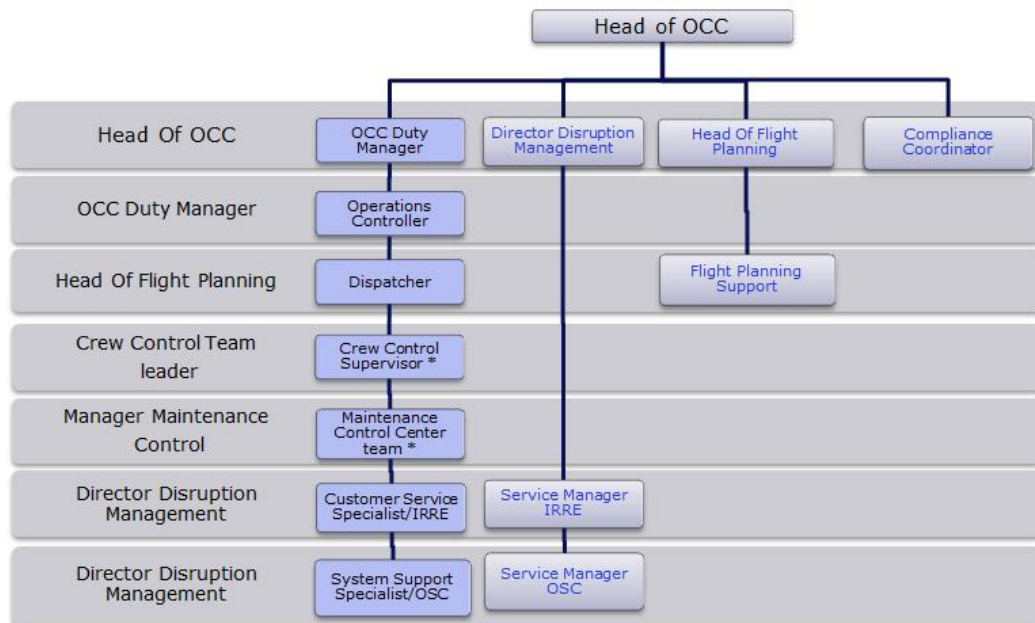 Head of OCC
Head Of OCC
OCC Duty
Manager
Director Disruption
Management
Head Of Flight
Planning
Compliance
Coordinator
OCC Duty Manager
Operations
Controller
Head Of Flight Planning
Dispatcher
Flight Planning
Support
Crew Control Team
leader
Crew Control
Supervisor *
Manager Maintenance
Control
Maintenance
Control Center
team *
Director Disruption
Management
Customer Service
Specialist/IRRE
Service Manager
IRRE
Director Disruption
Management
System Support
Specialist/OSC
Service Manager
OSC